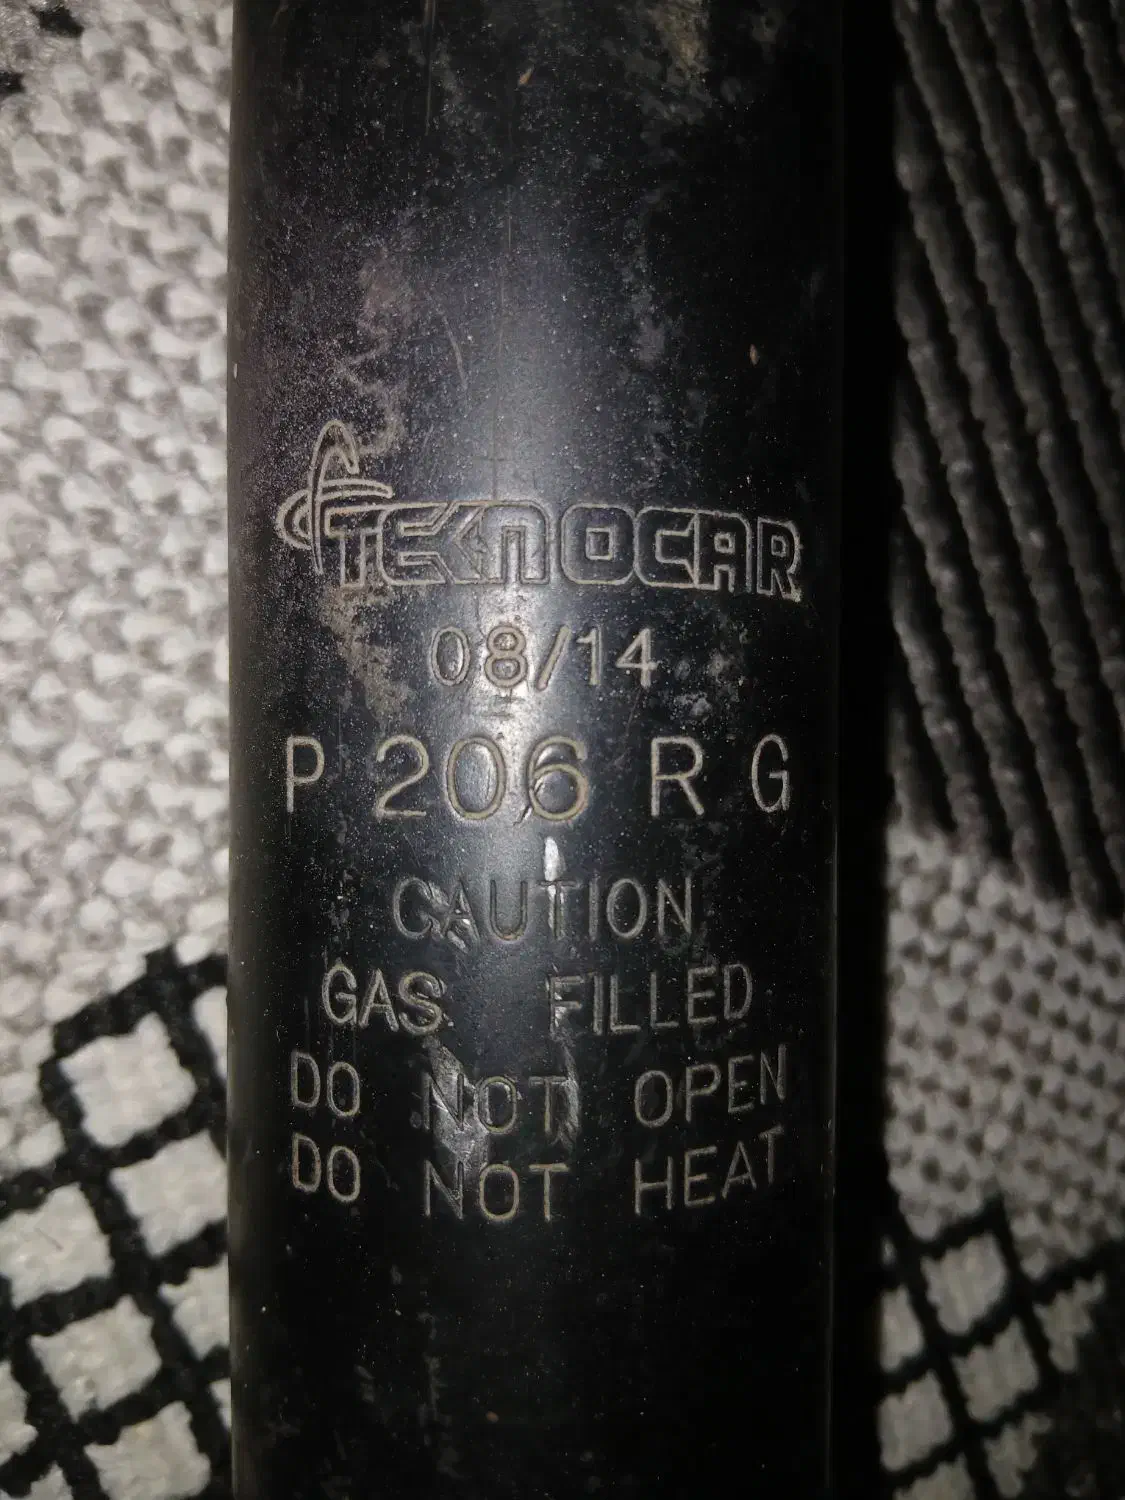 TEKNOCAR
08/14
P 206 R G
CAUTION
GAS FILLED
DO NOT OPEN
DO NOT HEAT